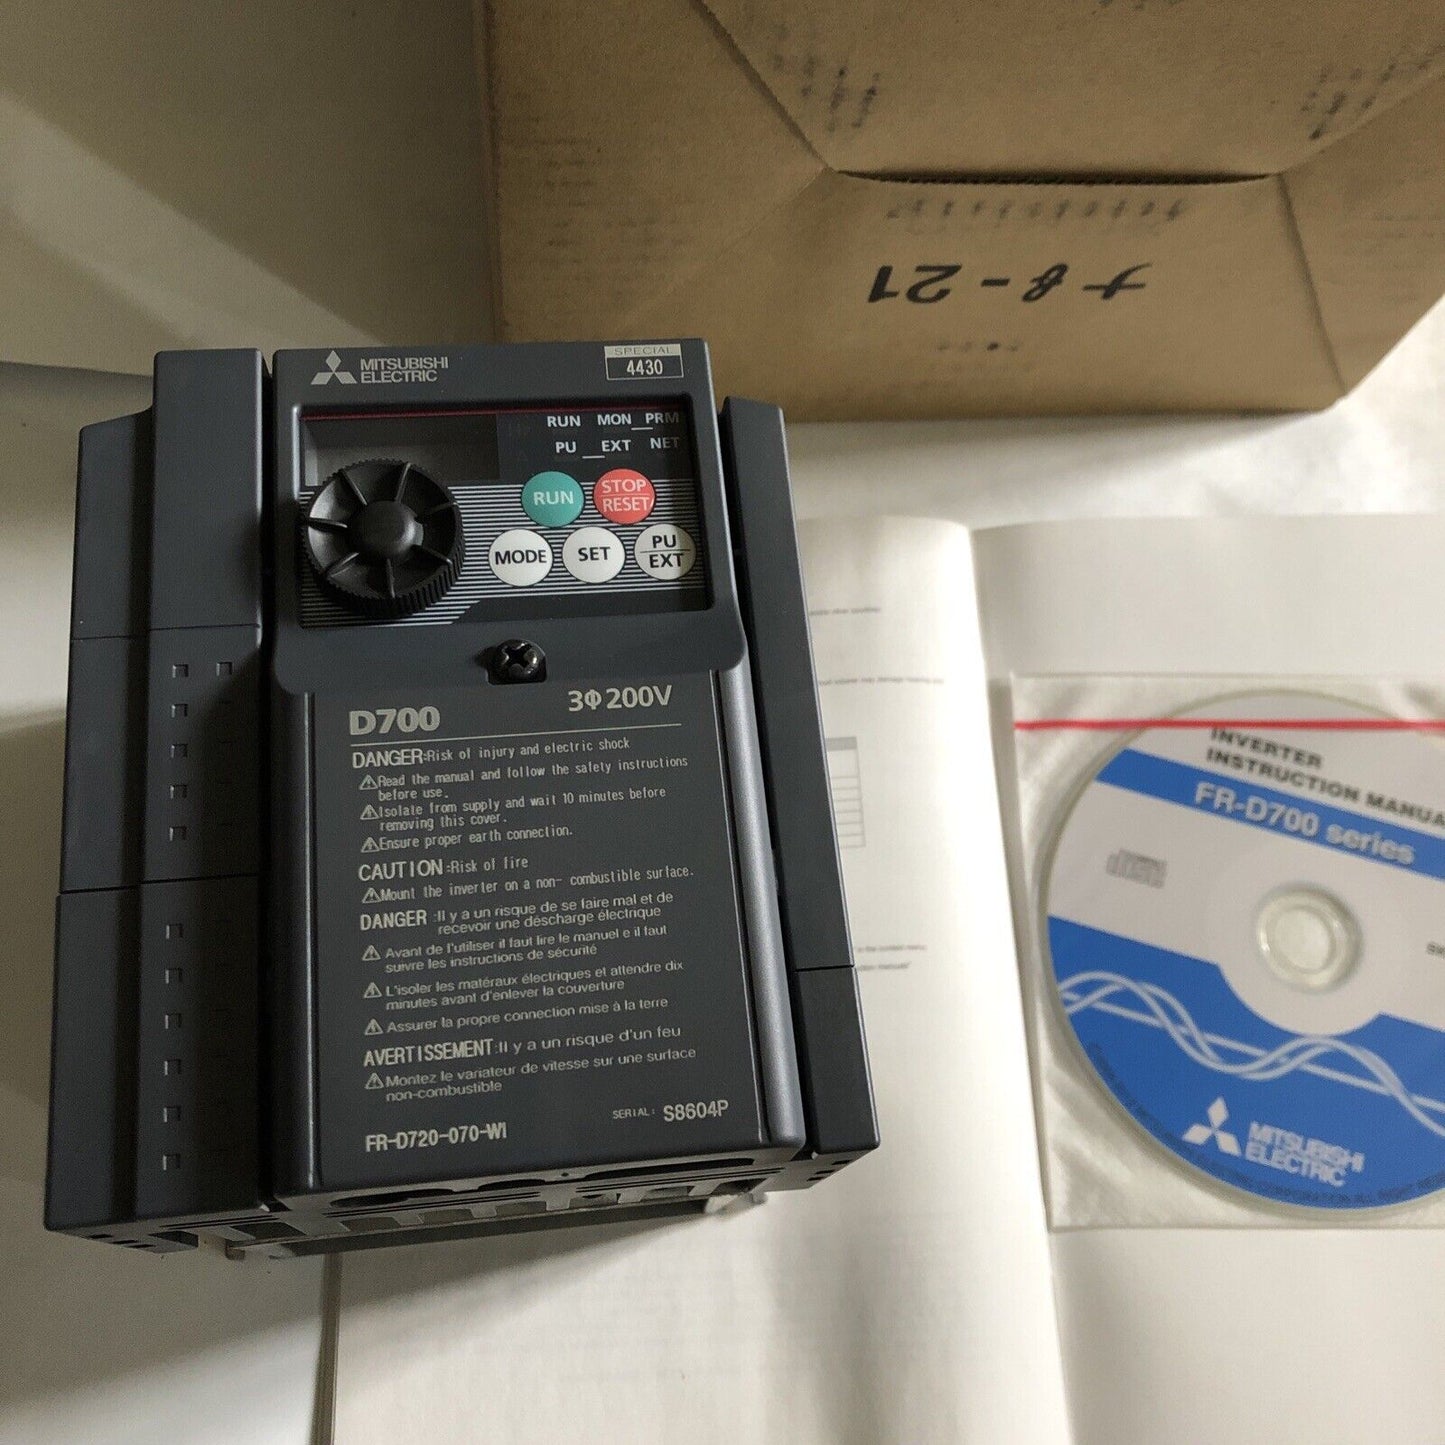 MITSUBISHI
ELECTRIC
SPECIAL
4430
RUN MON PRM
PU EXT NET
RUN
STOP
RESET
MODE
SET
PU
EXT
D700
3Φ200V
DANGER:Risk of injury and electric shock
Read the manual and follow the safety instructions
before use.
Isolate from supply and wait 10 minutes before
removing this cover.
Ensure proper earth connection.
CAUTION:Risk of fire
Mount the inverter on a non- combustible surface.
DANGER :Il y a un risque de se faire mal et de
recevoir une déscharge électrique
Avant de l'utiliser il faut lire le manuel e il faut
suivre les instructions de sécurité
L'isoler les matéraux électriques et attendre dix
minutes avant d'enlever la couverture
Assurer la propre connection mise à la terre
AVERTISSEMENT:Il y a un risque d'un feu
Montez le variateur de vitesse sur une surface
non-combustible
FR-D720-070-WI
SERIAL: S8604P
-21
INVERTER
INSTRUCTION MANUA
FR-D700 series
disc
MITSUBISHI
ELECTRIC